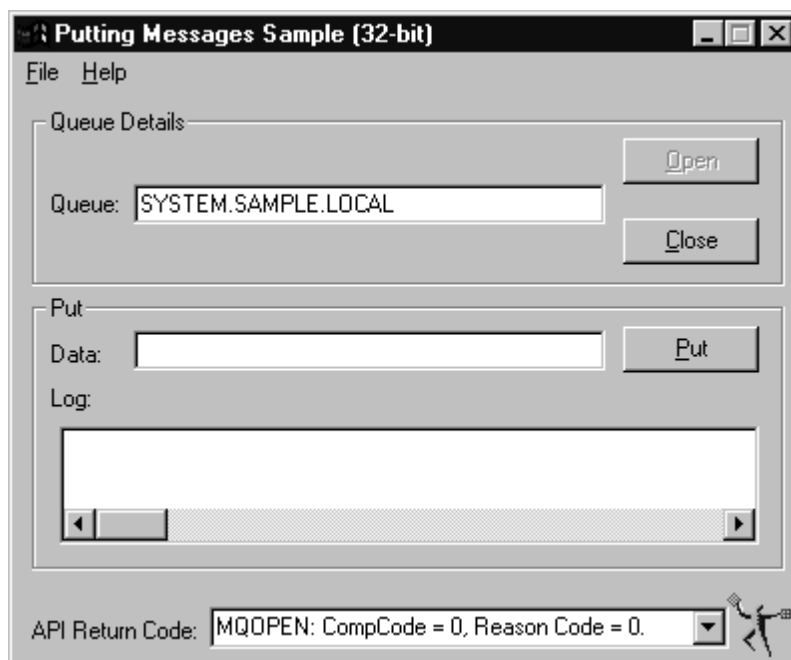 Putting Messages Sample (32-bit)
File Help
Queue Details
Open
Queue: SYSTEM.SAMPLE.LOCAL
Close
Put
Data:
Put
Log:
API Return Code: MQOPEN: CompCode = 0, Reason Code = 0.